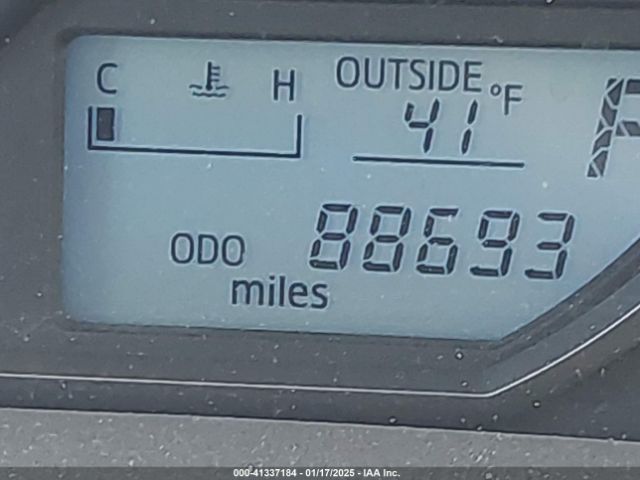 C H OUTSIDE °F
41
ODO 88693
miles
000-41337184 - 01/17/2025 - IAA Inc.